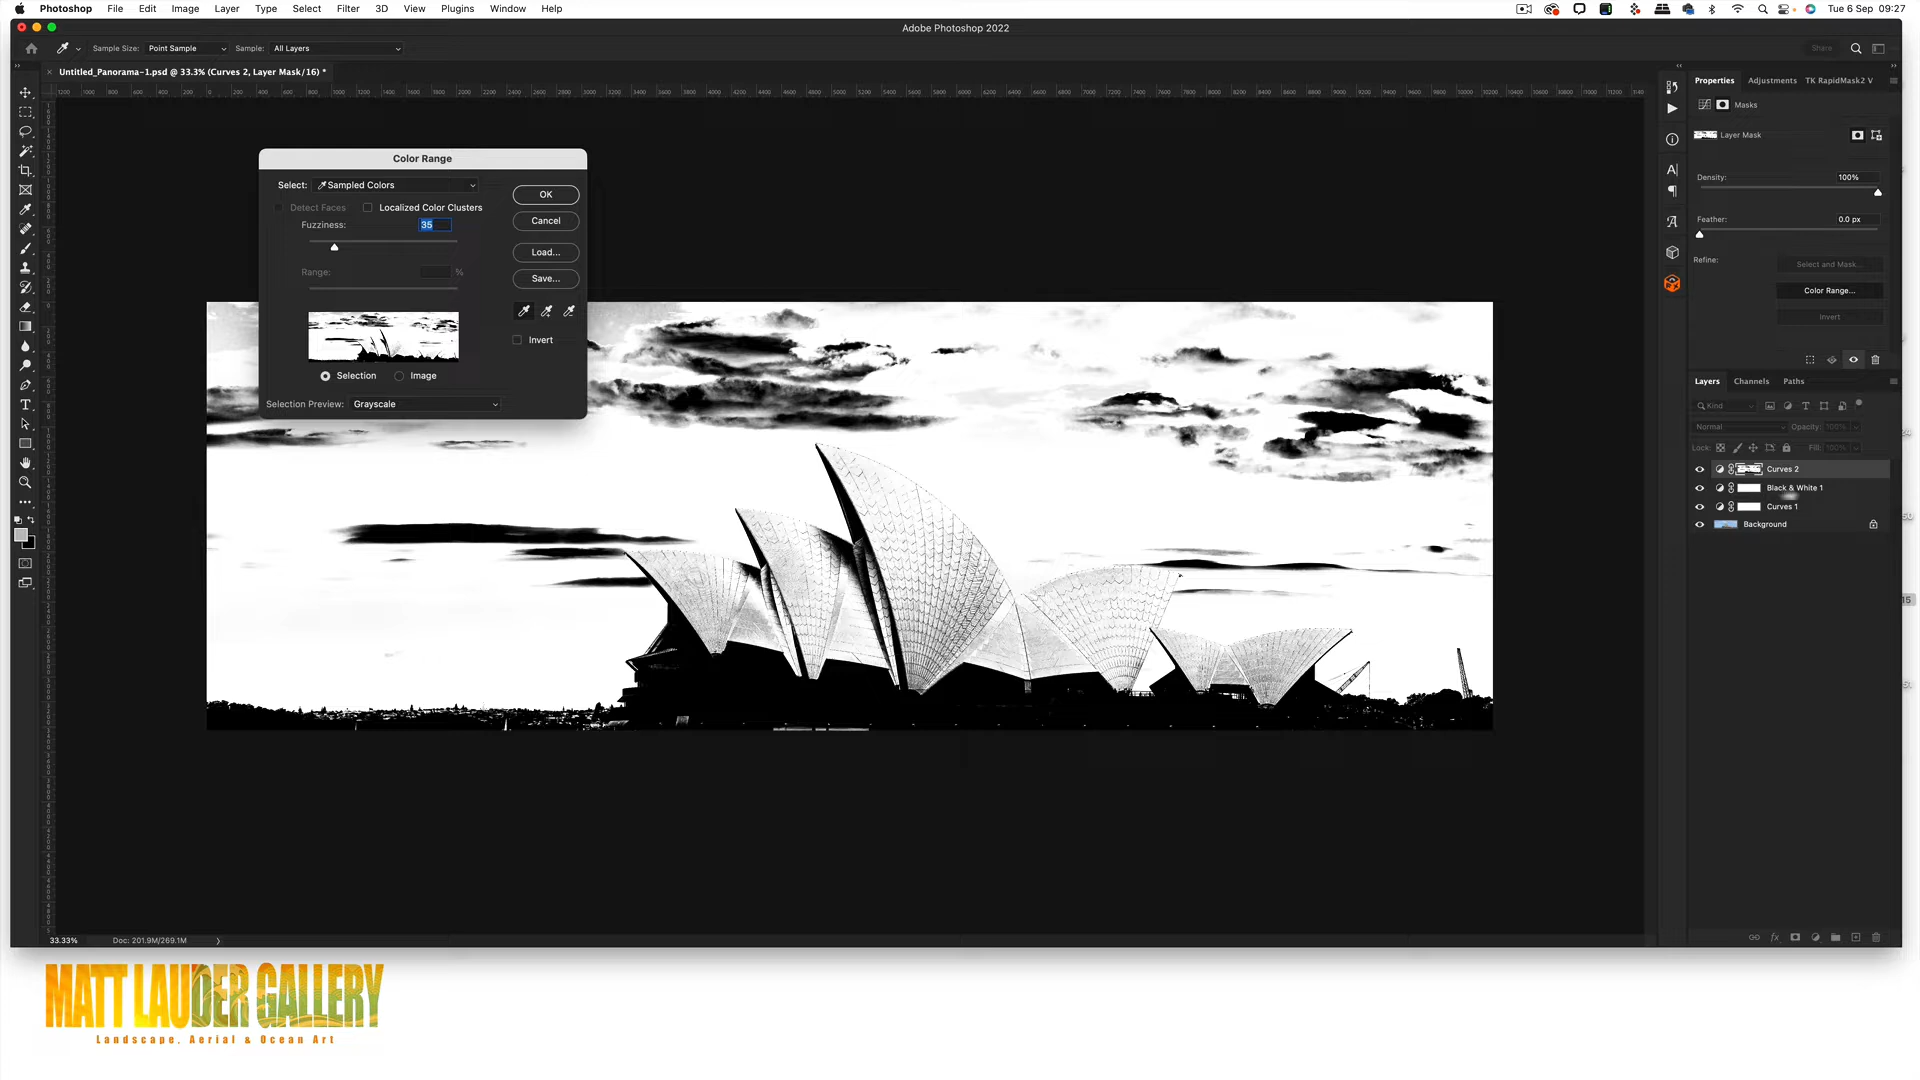 Photoshop File Edit Image Layer Type Select Filter 3D View Plugins Window Help Tue 6 Sep 09:27
Adobe Photoshop 2022
Sample Size: Point Sample Sample: All Layers Share
Untitled_Panorama-1.psd @ 33.3% (Curves 2, Layer Mask/16) *
Properties Adjustments TK RapidMask2 V
Masks
Layer Mask
Density: 100%
Feather: 0.0 px
Refine: Select and Mask...
Color Range...
Invert
Color Range
Select: Sampled Colors
OK
Detect Faces Localized Color Clusters
Cancel
Fuzziness: 35
Load...
Range: %
Save...
Invert
Selection Image
Selection Preview: Grayscale
Layers Channels Paths
Kind
Normal Opacity: 100%
Lock: Fill: 100%
Curves 2
Black & White 1
Curves 1
Background
33.33% Doc: 201.9M/269.1M
MATT LAUDER GALLERY
Landscape, Aerial & Ocean Art